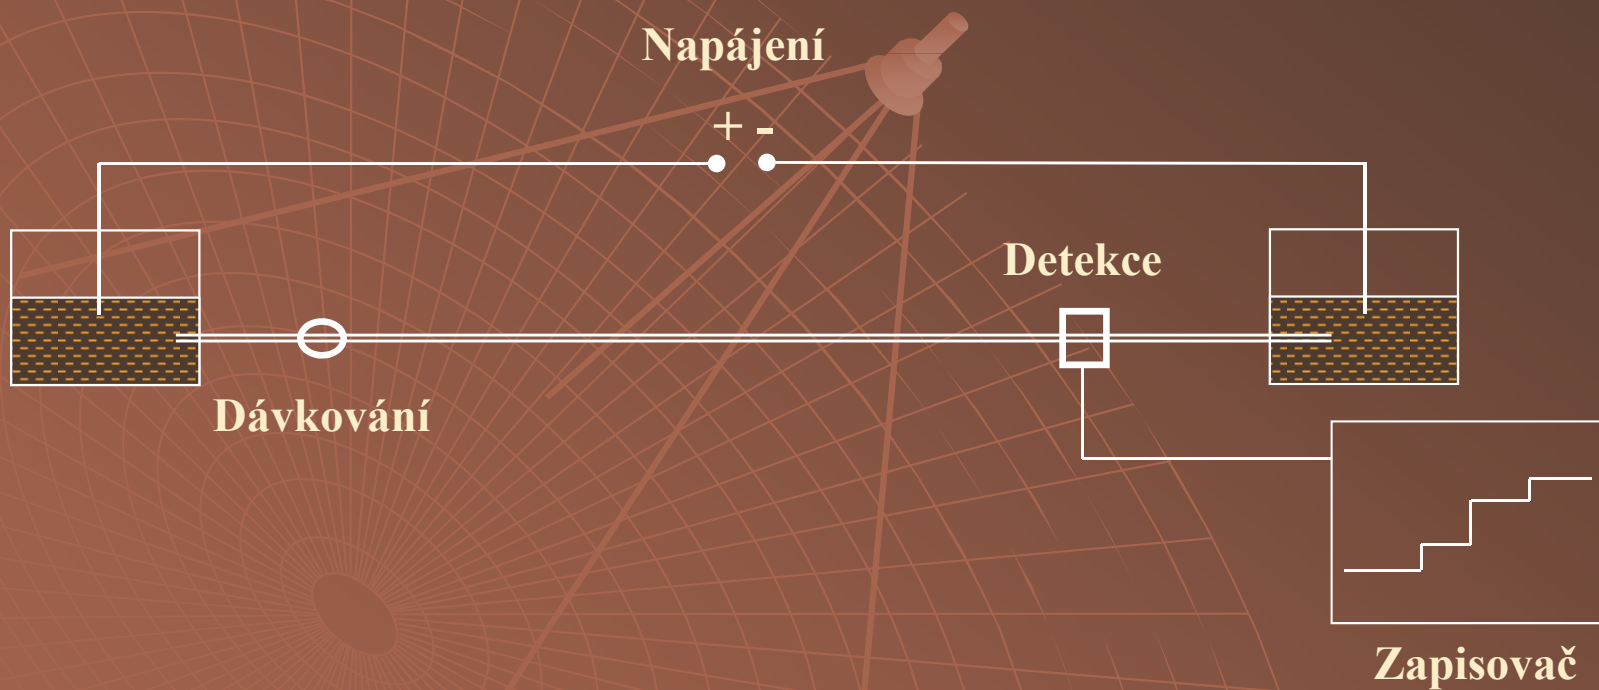 Napájení
+ -
Detekce
Dávkování
Zapisovač